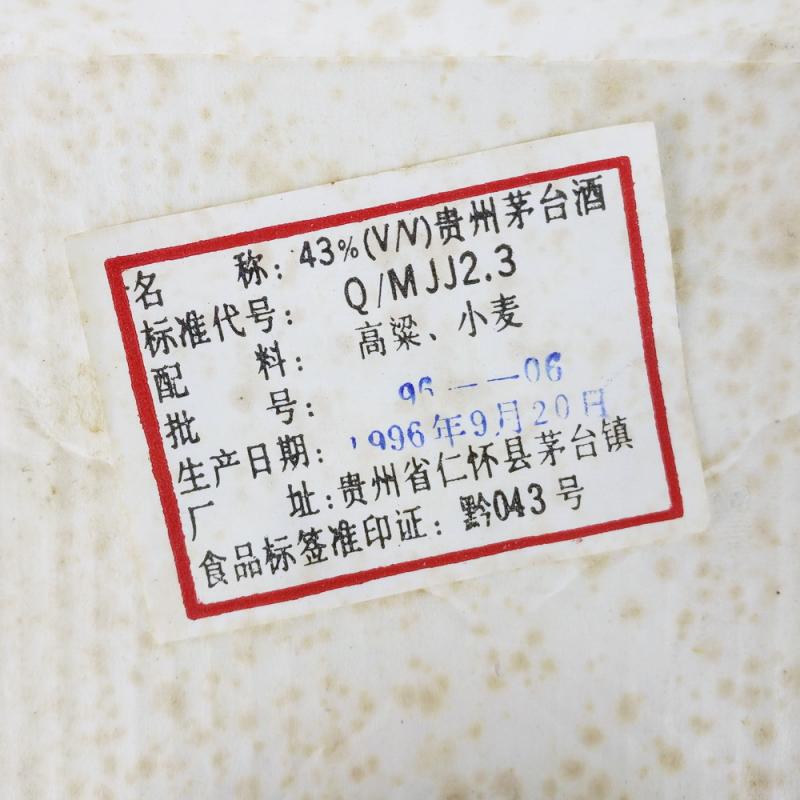 名 称: 43%(V/V)贵州茅台酒
标准代号: Q/MJJ2.3
配 料: 高粱、小麦
批 号: 96 — —06
生产日期: 1996年9月20日
厂 址: 贵州省仁怀县茅台镇
食品标签准印证: 黔043号